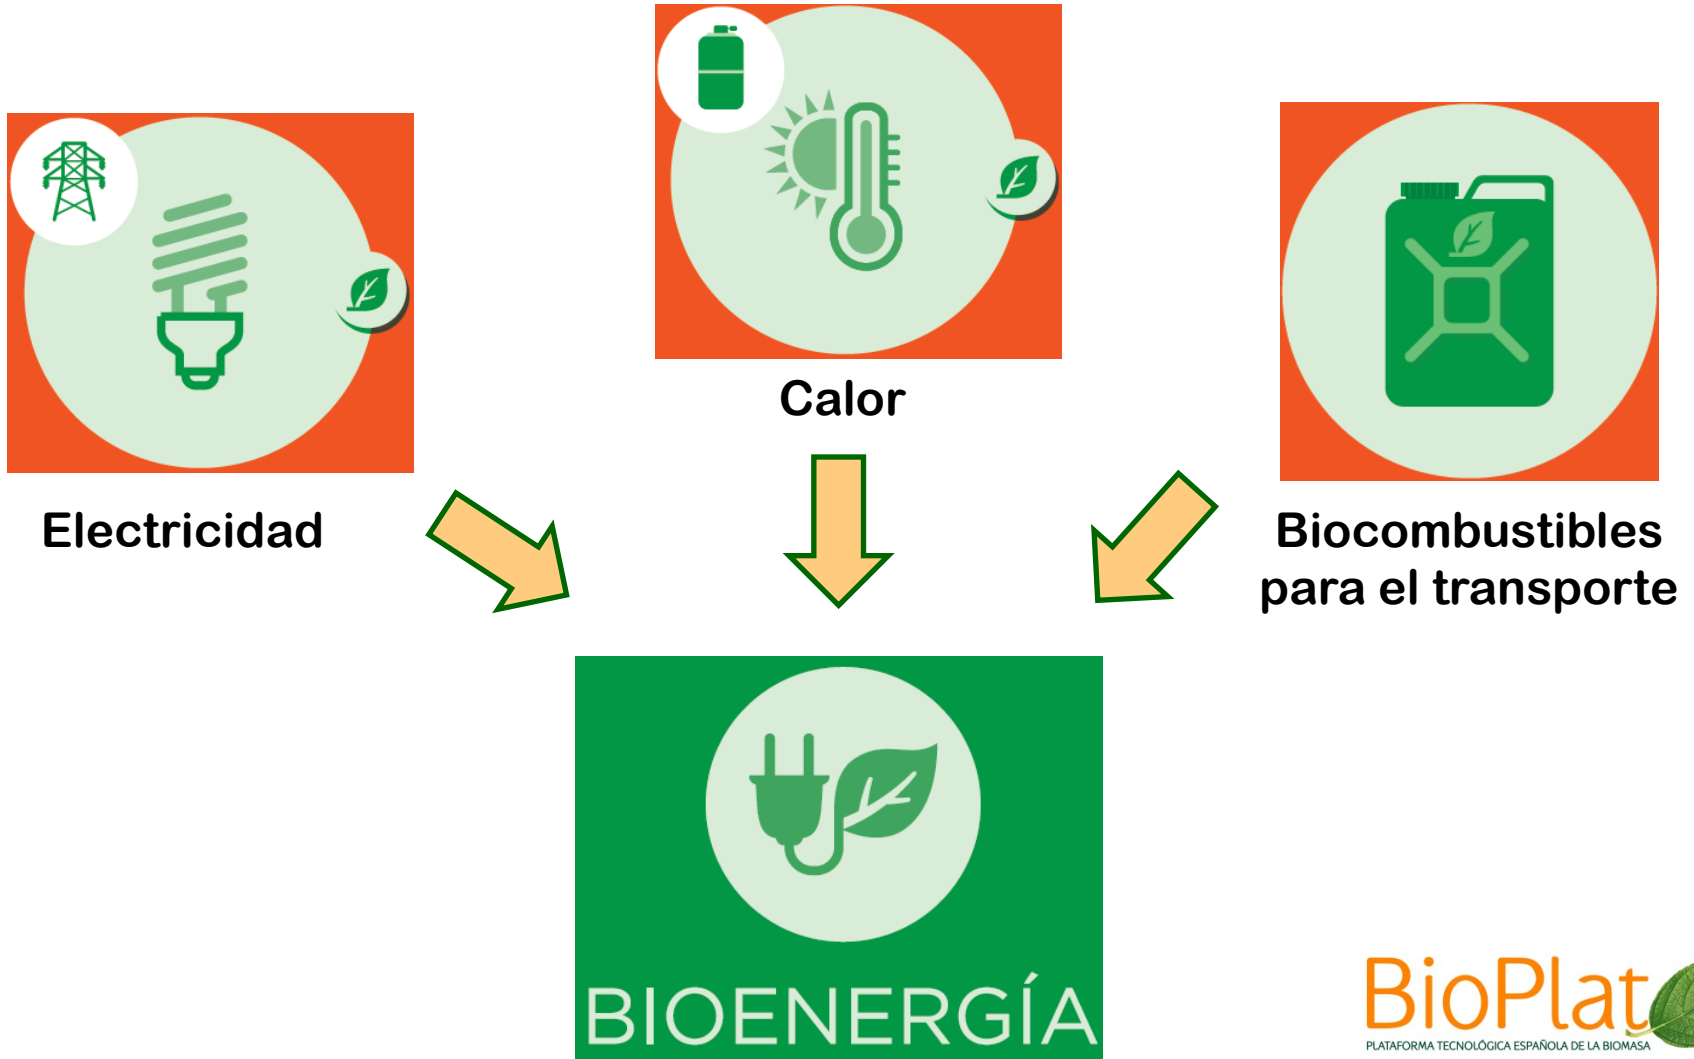 Calor
Electricidad
Biocombustibles
para el transporte
BIOENERGÍA
BioPlat
PLATAFORMA TECNOLÓGICA ESPAÑOLA DE LA BIOMASA